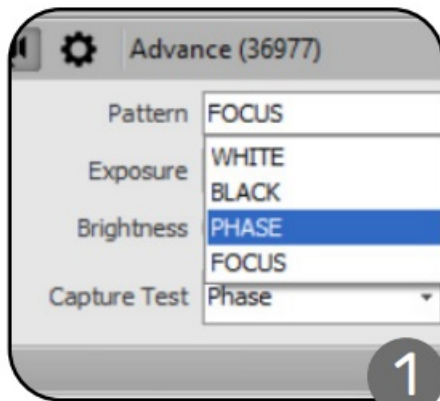 Advance (36977)
Pattern FOCUS
WHITE
Exposure
BLACK
Brightness PHASE
FOCUS
Capture Test Phase
1